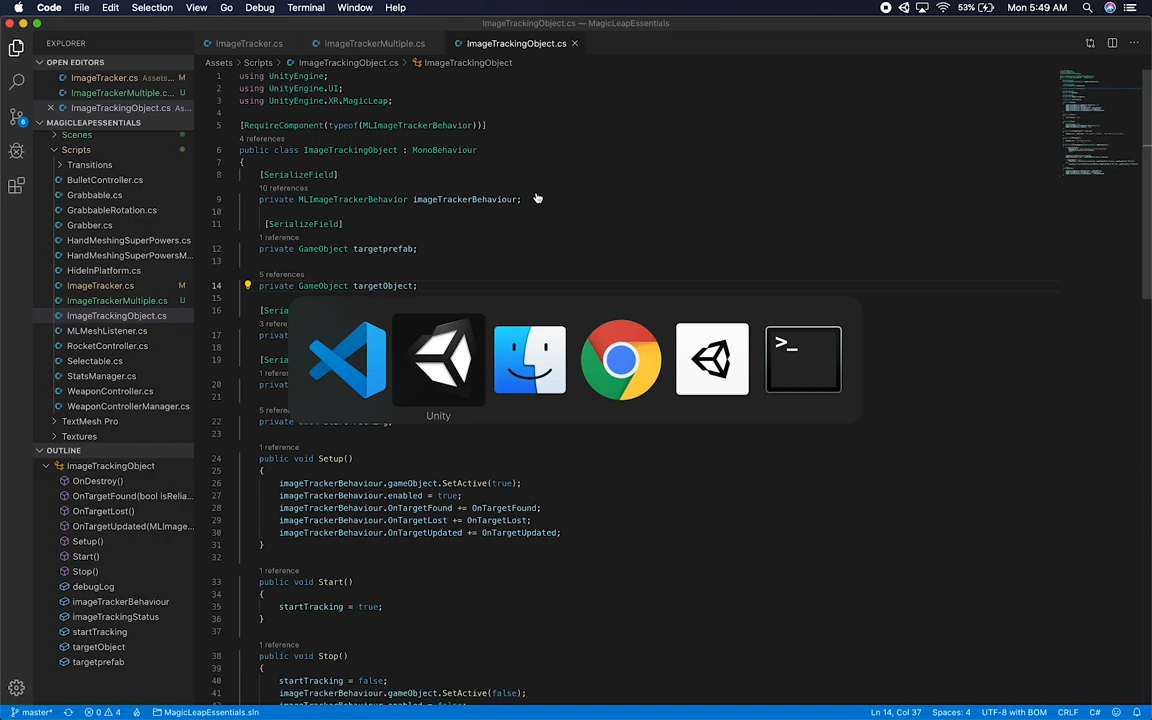 Code File Edit Selection View Go Debug Terminal Window Help
53% Mon 5:49 AM
ImageTrackingObject.cs — MagicLeapEssentials
EXPLORER
OPEN EDITORS
ImageTracker.cs Assets... M
ImageTrackerMultiple.c... U
ImageTrackingObject.cs As...
MAGICLEAPESSENTIALS
Scenes
Scripts
Transitions
BulletController.cs
Grabbable.cs
GrabbableRotation.cs
Grabber.cs
HandMeshingSuperPowers.cs
HandMeshingSuperPowersM...
HideInPlatform.cs
ImageTracker.cs M
ImageTrackerMultiple.cs U
ImageTrackingObject.cs
MLMeshListener.cs
RocketController.cs
Selectable.cs
StatsManager.cs
WeaponController.cs
WeaponControllerManager.cs
TextMesh Pro
Textures
OUTLINE
ImageTrackingObject
OnDestroy()
OnTargetFound(bool isRelia...
OnTargetLost()
OnTargetUpdated(MLImage...
Setup()
Start()
Stop()
debugLog
imageTrackerBehaviour
imageTrackingStatus
startTracking
targetObject
targetprefab
ImageTracker.cs ImageTrackerMultiple.cs ImageTrackingObject.cs
Assets > Scripts > ImageTrackingObject.cs > ImageTrackingObject
1 using UnityEngine;
2 using UnityEngine.UI;
3 using UnityEngine.XR.MagicLeap;
4
5 [RequireComponent(typeof(MLImageTrackerBehavior))]
4 references
6 public class ImageTrackingObject : MonoBehaviour
7 {
8 [SerializeField]
10 references
9 private MLImageTrackerBehavior imageTrackerBehaviour;
10
11 [SerializeField]
1 reference
12 private GameObject targetprefab;
13
5 references
14 private GameObject targetObject;
15
16 [Seria
3 refere
17 privat
18
19 [Seria
1 refere
20 privat
21
5 refere
22 privat
23
1 reference
24 public void Setup()
25 {
26 imageTrackerBehaviour.gameObject.SetActive(true);
27 imageTrackerBehaviour.enabled = true;
28 imageTrackerBehaviour.OnTargetFound += OnTargetFound;
29 imageTrackerBehaviour.OnTargetLost += OnTargetLost;
30 imageTrackerBehaviour.OnTargetUpdated += OnTargetUpdated;
31 }
32
1 reference
33 public void Start()
34 {
35 startTracking = true;
36 }
37
1 reference
38 public void Stop()
39 {
40 startTracking = false;
41 imageTrackerBehaviour.gameObject.SetActive(false);
Unity
>_
6
master* 0 4 MagicLeapEssentials.sln
Ln 14, Col 37 Spaces: 4 UTF-8 with BOM CRLF C#